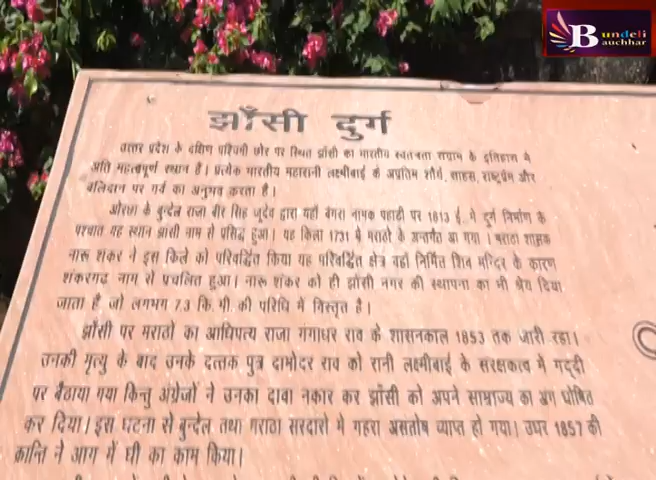 Bundeli
Bauchhar
झाँसी दुर्ग
उत्तर प्रदेश के दक्षिण पश्चिमी छोर पर स्थित झाँसी का भारतीय स्वतन्त्रता संग्राम के इतिहास में
अति महत्वपूर्ण स्थान है। प्रत्येक भारतीय महारानी लक्ष्मीबाई के अप्रतिम शौर्य, साहस, राष्ट्रप्रेम और
बलिदान पर गर्व का अनुभव करता है।
ओरछा के बुन्देल राजा बीर सिंह जूदेव द्वारा यहाँ बंगरा नामक पहाडी पर 1613 ई. में दुर्ग निर्माण के
पश्चात यह स्थान झांसी नाम से प्रसिद्ध हुआ। यह किला 1731 में मराठो के अन्तर्गत आ गया। मराठा शासक
नारू शंकर ने इस किले को परिवर्द्धित किया यह परिवर्द्धित क्षेत्र यहाँ निर्मित शिव मन्दिर के कारण
शंकरगढ़ नाम से प्रचलित हुआ। नारू शंकर को ही झाँसी नगर की स्थापना का भी श्रेय दिया
जाता है, जो लगभग 7.3 कि. मी. की परिधि में विस्तृत है।
झाँसी पर मराठों का आधिपत्य राजा गंगाधर राव के शासनकाल 1853 तक जारी रहा।
उनकी मृत्यु के बाद उनके दत्तक पुत्र दामोदर राव को रानी लक्ष्मीबाई के संरक्षकत्व में गद्दी
पर बैठाया गया किन्तु अंग्रेजों ने उनका दावा नकार कर झाँसी को अपने साम्राज्य का अंग घोषित
कर दिया। इस घटना से बुन्देल तथा मराठा सरदारों में गहरा असंतोष व्याप्त हो गया। उधर 1857 की
क्रान्ति ने आग में घी का काम किया।